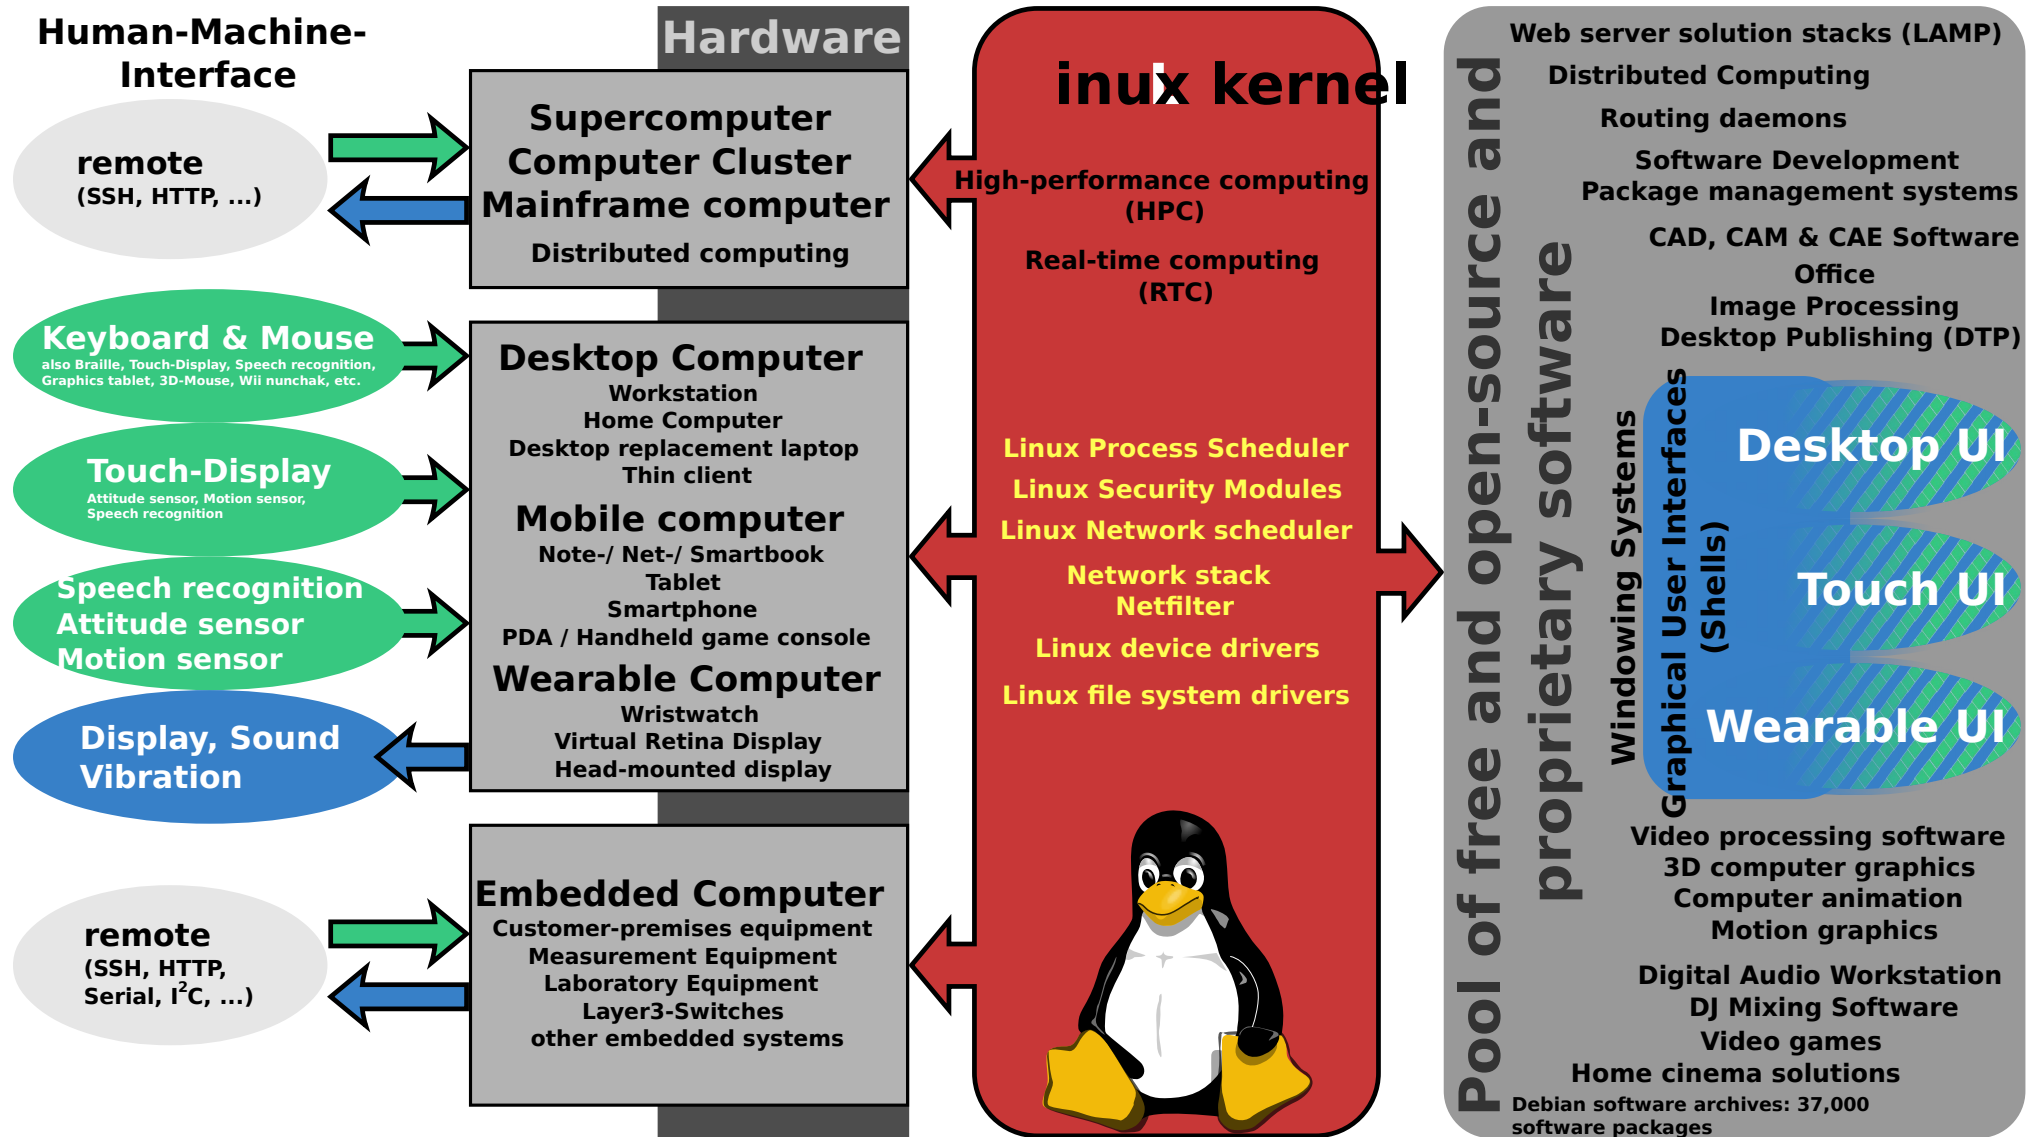 Human-Machine-
Interface
remote
(SSH, HTTP, ...)
Keyboard & Mouse
also Braille, Touch-Display, Speech recognition,
Graphics tablet, 3D-Mouse, Wii nunchak, etc.
Touch-Display
Attitude sensor, Motion sensor,
Speech recognition
Speech recognition
Attitude sensor
Motion sensor
Display, Sound
Vibration
remote
(SSH, HTTP,
Serial, I²C, ...)
Hardware
Supercomputer
Computer Cluster
Mainframe computer
Distributed computing
Desktop Computer
Workstation
Home Computer
Desktop replacement laptop
Thin client
Mobile computer
Note-/ Net-/ Smartbook
Tablet
Smartphone
PDA / Handheld game console
Wearable Computer
Wristwatch
Virtual Retina Display
Head-mounted display
Embedded Computer
Customer-premises equipment
Measurement Equipment
Laboratory Equipment
Layer3-Switches
other embedded systems
inux kernel
High-performance computing
(HPC)
Real-time computing
(RTC)
Linux Process Scheduler
Linux Security Modules
Linux Network scheduler
Network stack
Netfilter
Linux device drivers
Linux file system drivers
Pool of free and open-source and
proprietary software
Web server solution stacks (LAMP)
Distributed Computing
Routing daemons
Software Development
Package management systems
CAD, CAM & CAE Software
Office
Image Processing
Desktop Publishing (DTP)
Windowing Systems
Graphical User Interfaces
(Shells)
Desktop UI
Touch UI
Wearable UI
Video processing software
3D computer graphics
Computer animation
Motion graphics
Digital Audio Workstation
DJ Mixing Software
Video games
Home cinema solutions
Debian software archives: 37,000
software packages